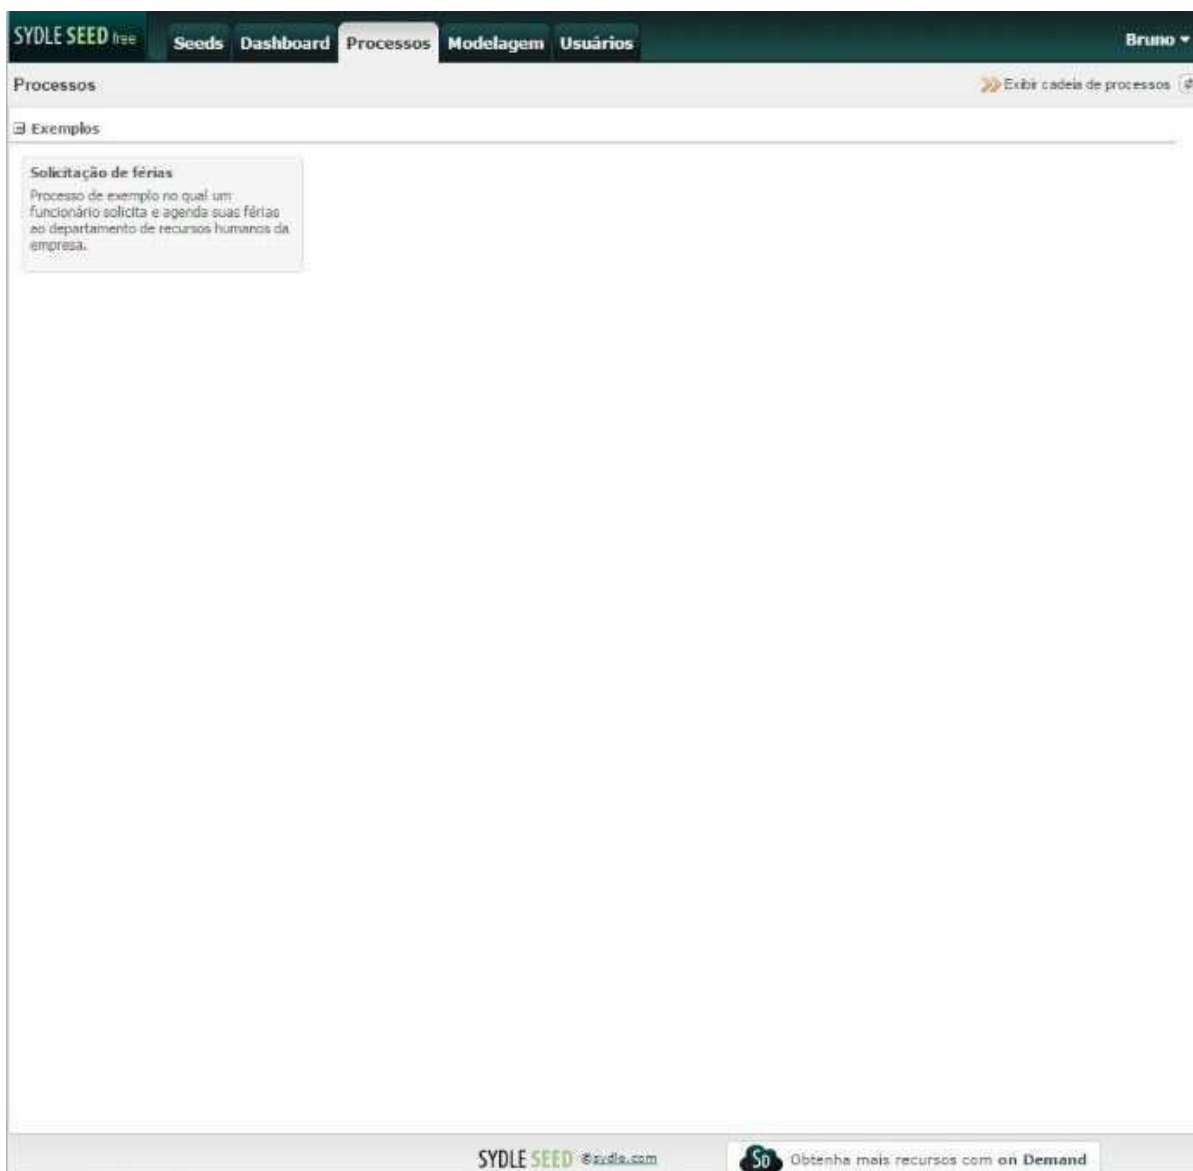 SYDLE SEED free
Seeds Dashboard Processos Modelagem Usuários
Bruno
Processos
Exibir cadeia de processos
Exemplos
Solicitação de férias
Processo de exemplo no qual um
funcionário solicita e agenda suas férias
ao departamento de recursos humanos da
empresa.
SYDLE SEED ©sydle.com
So Obtenha mais recursos com on Demand